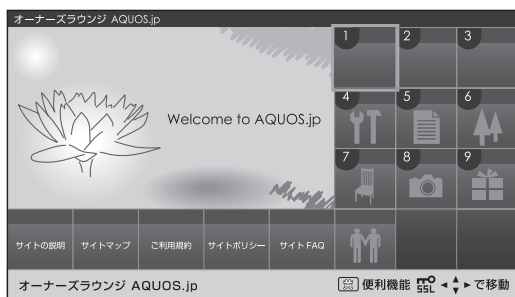 オーナーズラウンジ AQUOS.jp
Welcome to AQUOS.jp
1 2 3
4 5 6
7 8 9
サイトの説明 サイトマップ ご利用規約 サイトポリシー サイト FAQ
オーナーズラウンジ AQUOS.jp 便利機能 SSL ◄▲▼► で移動